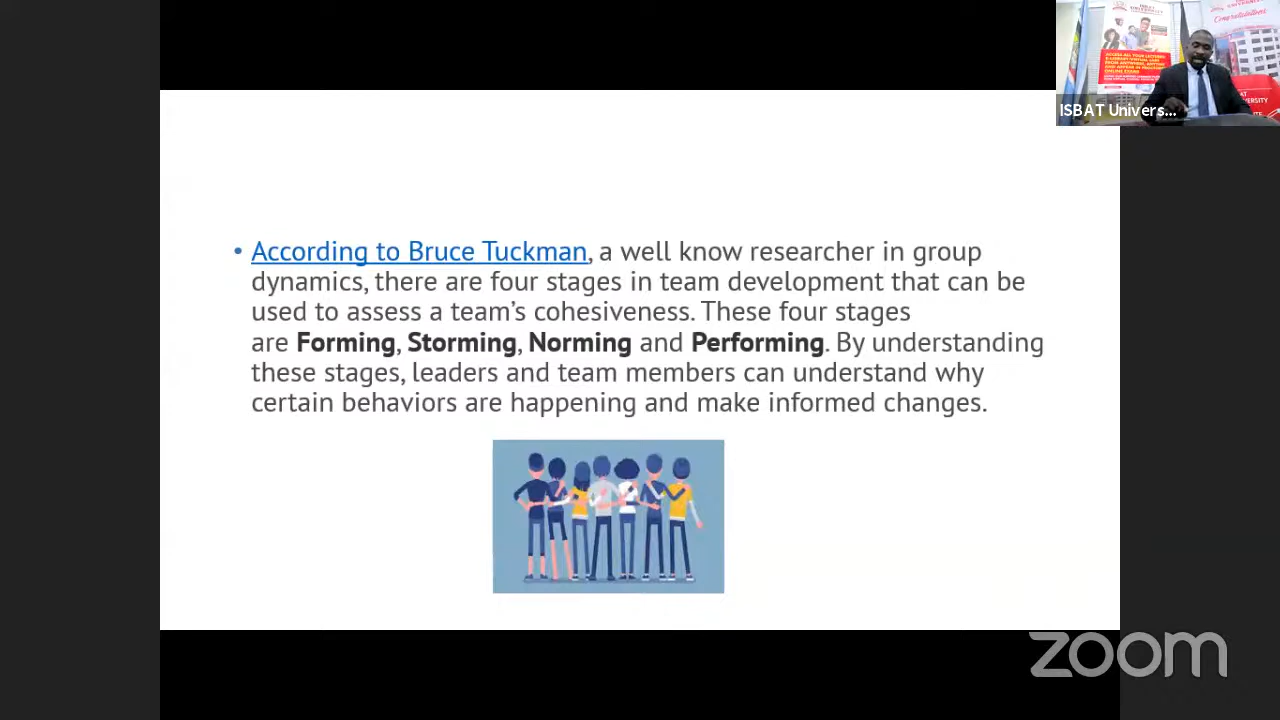 ISBAT Univers...
• According to Bruce Tuckman, a well know researcher in group
dynamics, there are four stages in team development that can be
used to assess a team's cohesiveness. These four stages
are Forming, Storming, Norming and Performing. By understanding
these stages, leaders and team members can understand why
certain behaviors are happening and make informed changes.
zoom